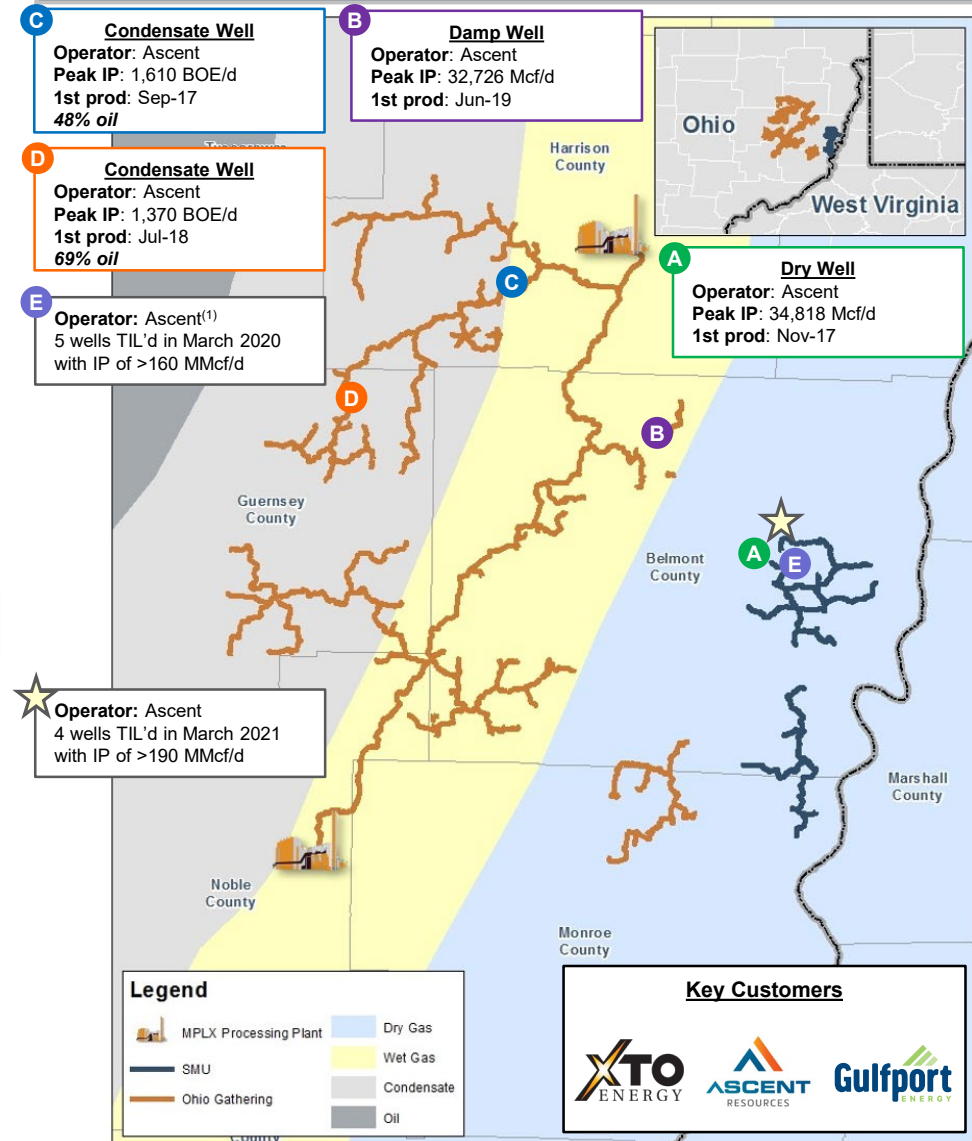 C
Condensate Well
Operator: Ascent
Peak IP: 1,610 BOE/d
1st prod: Sep-17
48% oil
B
Damp Well
Operator: Ascent
Peak IP: 32,726 Mcf/d
1st prod: Jun-19
D
Condensate Well
Operator: Ascent
Peak IP: 1,370 BOE/d
1st prod: Jul-18
69% oil
E
Operator: Ascent(1)
5 wells TIL'd in March 2020
with IP of >160 MMcf/d
Harrison
County
Ohio
West Virginia
A
Dry Well
Operator: Ascent
Peak IP: 34,818 Mcf/d
1st prod: Nov-17
C
D
B
Guernsey
County
Belmont
County
A
E
Operator: Ascent
4 wells TIL'd in March 2021
with IP of >190 MMcf/d
Marshall
County
Noble
County
Monroe
County
Legend
MPLX Processing Plant
SMU
Ohio Gathering
Dry Gas
Wet Gas
Condensate
Oil
County
Key Customers
XTO
ENERGY
ASCENT
RESOURCES
Gulfport
ENERGY